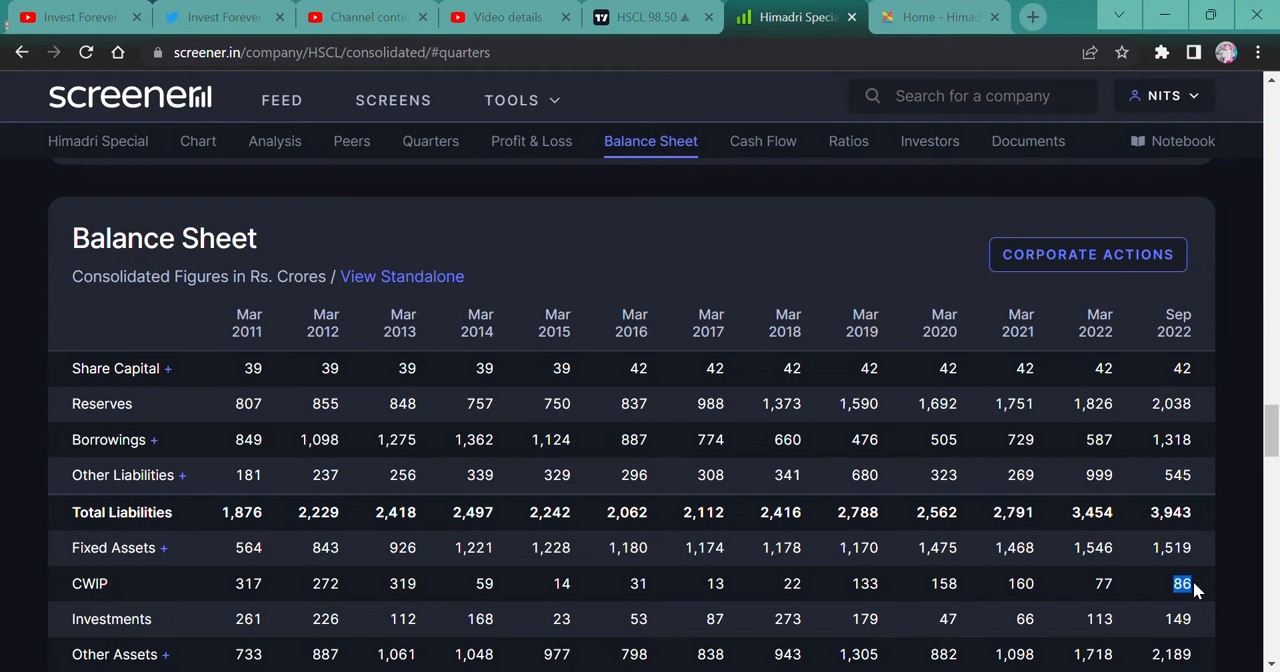 Invest Forever
Invest Forever
Channel conte
Video details -
HSCL 98.50
Himadri Specia
Home - Himad
screener.in/company/HSCL/consolidated/#quarters
screener
FEED SCREENS TOOLS
Search for a company
NITS
Himadri Special Chart Analysis Peers Quarters Profit & Loss Balance Sheet Cash Flow Ratios Investors Documents Notebook
Balance Sheet
CORPORATE ACTIONS
Consolidated Figures in Rs. Crores / View Standalone
Mar 2011 Mar 2012 Mar 2013 Mar 2014 Mar 2015 Mar 2016 Mar 2017 Mar 2018 Mar 2019 Mar 2020 Mar 2021 Mar 2022 Sep 2022
Share Capital + 39 39 39 39 39 42 42 42 42 42 42 42 42
Reserves 807 855 848 757 750 837 988 1,373 1,590 1,692 1,751 1,826 2,038
Borrowings + 849 1,098 1,275 1,362 1,124 887 774 660 476 505 729 587 1,318
Other Liabilities + 181 237 256 339 329 296 308 341 680 323 269 999 545
Total Liabilities 1,876 2,229 2,418 2,497 2,242 2,062 2,112 2,416 2,788 2,562 2,791 3,454 3,943
Fixed Assets + 564 843 926 1,221 1,228 1,180 1,174 1,178 1,170 1,475 1,468 1,546 1,519
CWIP 317 272 319 59 14 31 13 22 133 158 160 77 86
Investments 261 226 112 168 23 53 87 273 179 47 66 113 149
Other Assets + 733 887 1,061 1,048 977 798 838 943 1,305 882 1,098 1,718 2,189